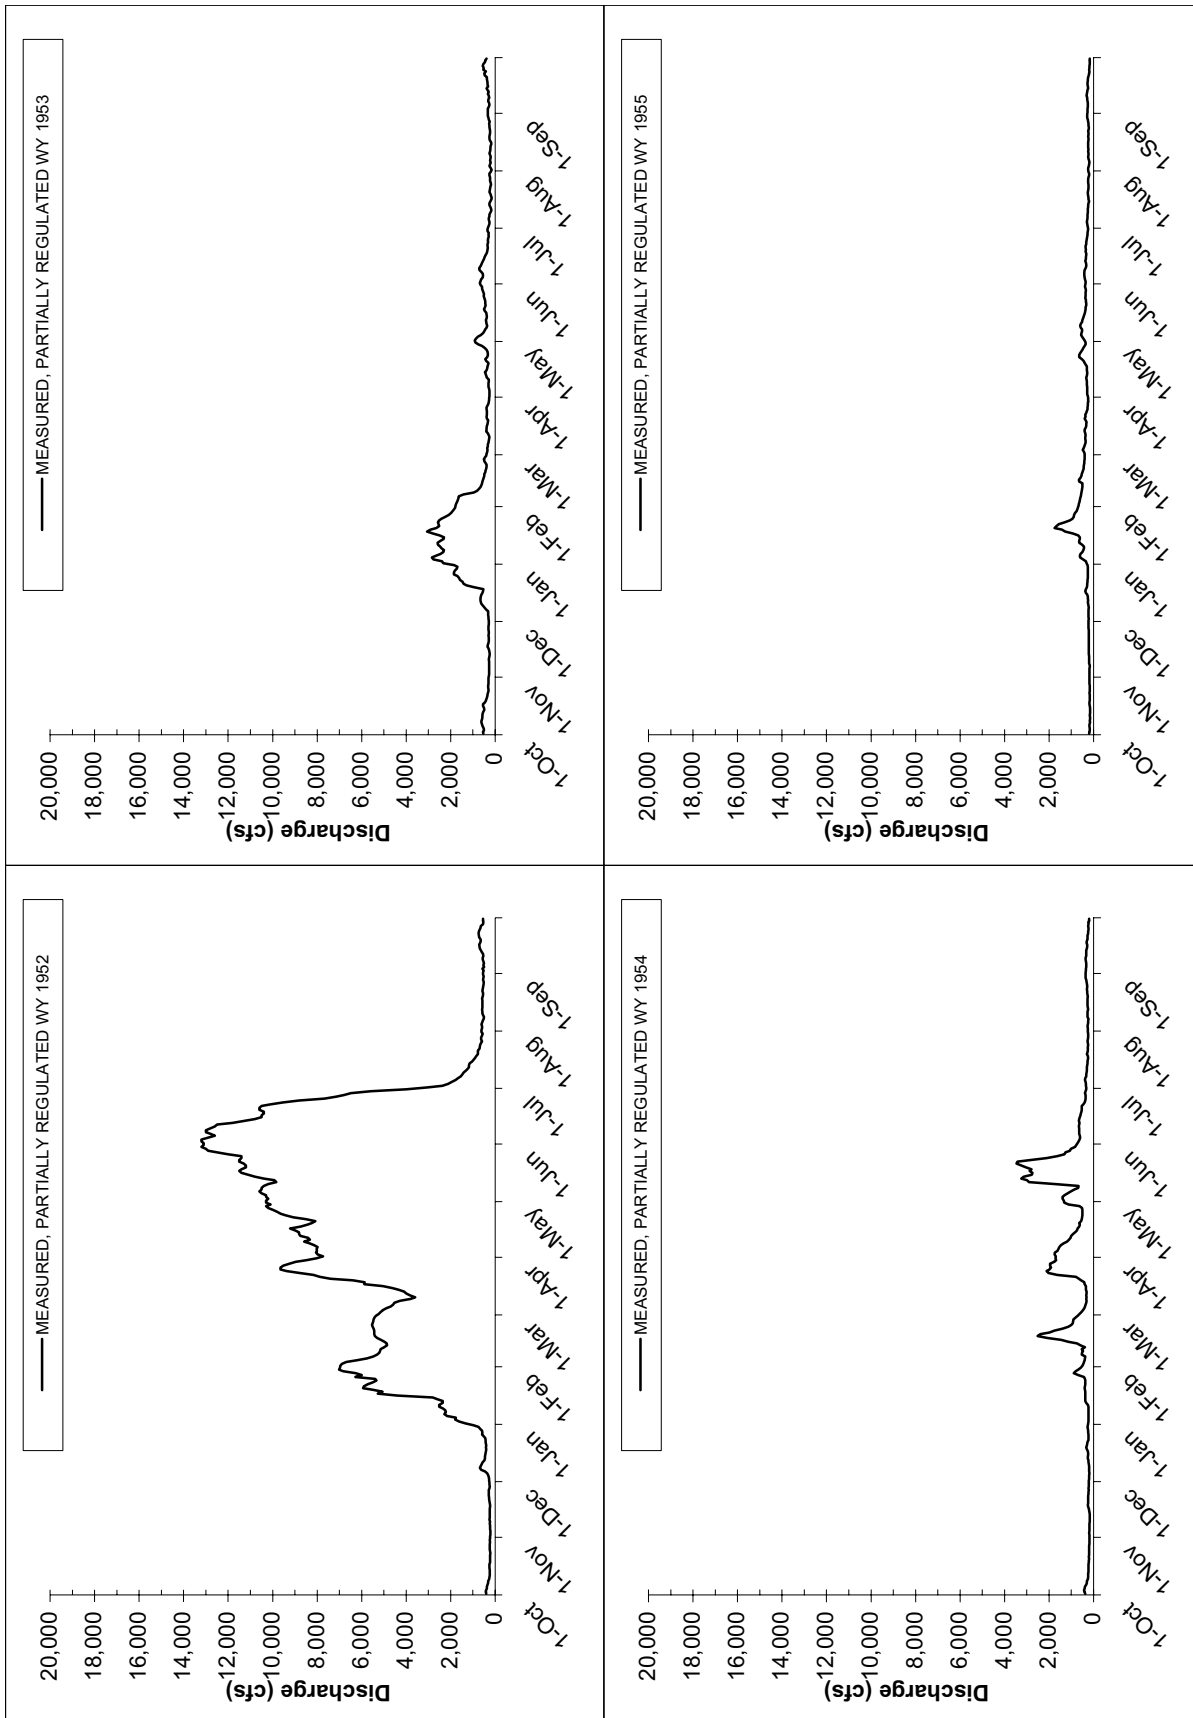 MEASURED, PARTIALLY REGULATED WY 1952
20,000
18,000
16,000
14,000
12,000
10,000
8,000
6,000
4,000
2,000
0
Discharge (cfs)
1-Oct
1-Nov
1-Dec
1-Jan
1-Feb
1-Mar
1-Apr
1-May
1-Jun
1-Jul
1-Aug
1-Sep
MEASURED, PARTIALLY REGULATED WY 1953
20,000
18,000
16,000
14,000
12,000
10,000
8,000
6,000
4,000
2,000
0
Discharge (cfs)
1-Oct
1-Nov
1-Dec
1-Jan
1-Feb
1-Mar
1-Apr
1-May
1-Jun
1-Jul
1-Aug
1-Sep
MEASURED, PARTIALLY REGULATED WY 1954
20,000
18,000
16,000
14,000
12,000
10,000
8,000
6,000
4,000
2,000
0
Discharge (cfs)
1-Oct
1-Nov
1-Dec
1-Jan
1-Feb
1-Mar
1-Apr
1-May
1-Jun
1-Jul
1-Aug
1-Sep
MEASURED, PARTIALLY REGULATED WY 1955
20,000
18,000
16,000
14,000
12,000
10,000
8,000
6,000
4,000
2,000
0
Discharge (cfs)
1-Oct
1-Nov
1-Dec
1-Jan
1-Feb
1-Mar
1-Apr
1-May
1-Jun
1-Jul
1-Aug
1-Sep